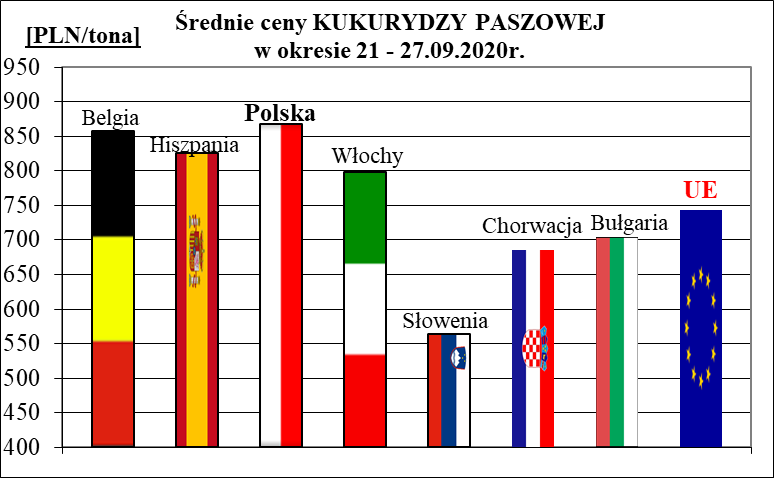 Średnie ceny KUKURYDZY PASZOWEJ
w okresie 21 - 27.09.2020r.
[PLN/tona]
950
900
850
800
750
700
650
600
550
500
450
400
Belgia
Hiszpania
Polska
Włochy
Słowenia
Chorwacja
Bułgaria
UE